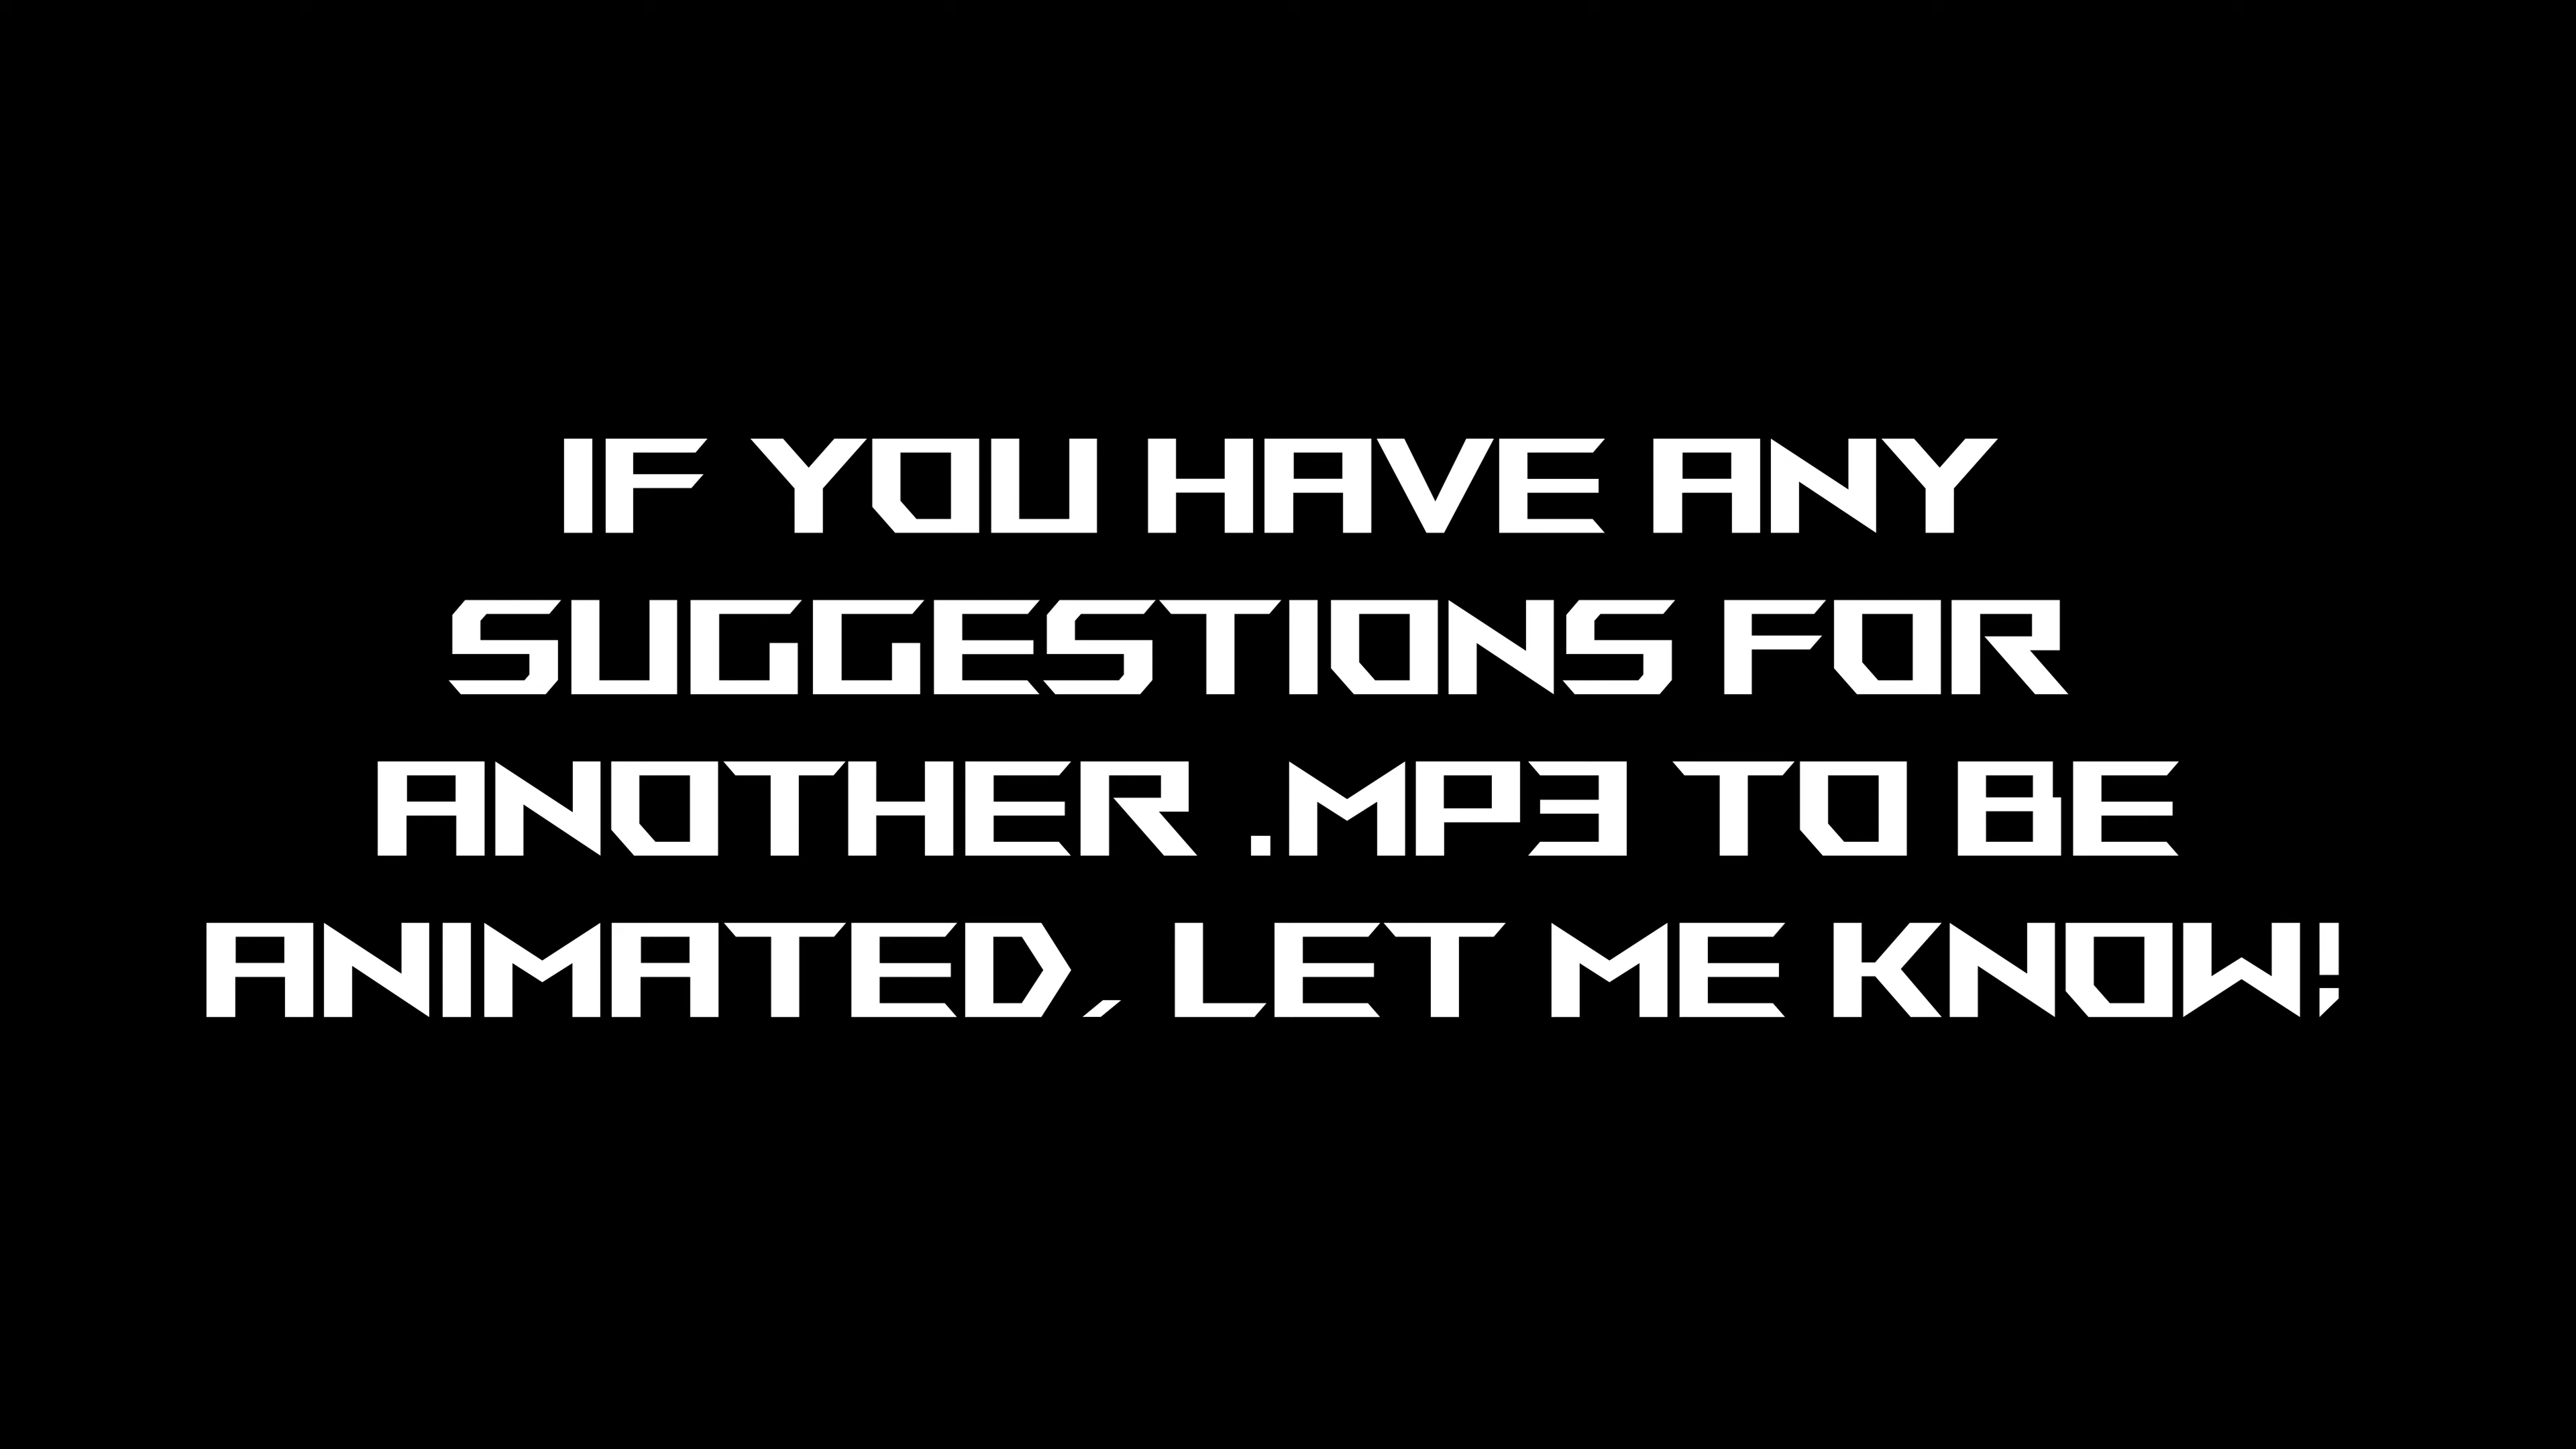 IF YOU HAVE ANY
SUGGESTIONS FOR
ANOTHER .MP3 TO BE
ANIMATED, LET ME KNOW!